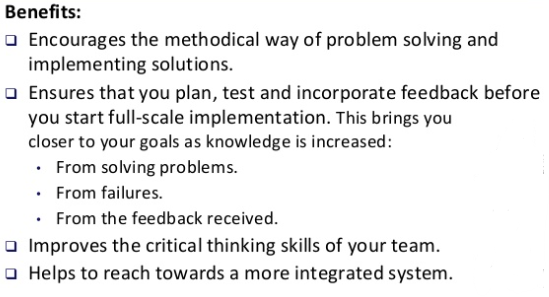 Benefits:
❑ Encourages the methodical way of problem solving and
implementing solutions.
❑ Ensures that you plan, test and incorporate feedback before
you start full-scale implementation. This brings you
closer to your goals as knowledge is increased:
• From solving problems.
• From failures.
• From the feedback received.
❑ Improves the critical thinking skills of your team.
❑ Helps to reach towards a more integrated system.